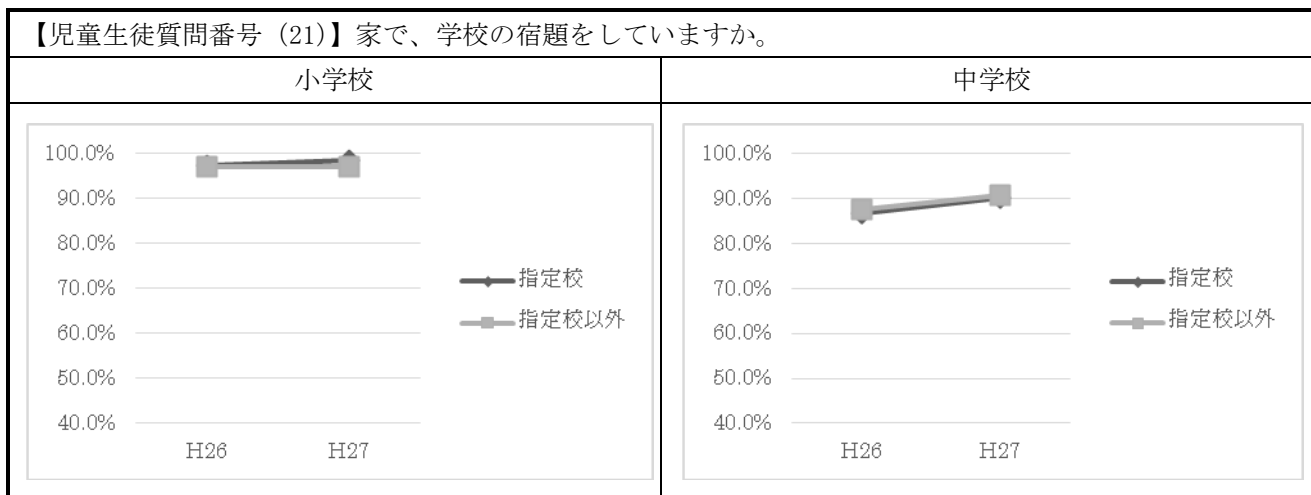 【児童生徒質問番号（21）】家で、学校の宿題をしていますか。
小学校
中学校
100.0%
90.0%
80.0%
70.0%
60.0%
50.0%
40.0%
H26
H27
指定校
指定校以外
100.0%
90.0%
80.0%
70.0%
60.0%
50.0%
40.0%
H26
H27
指定校
指定校以外